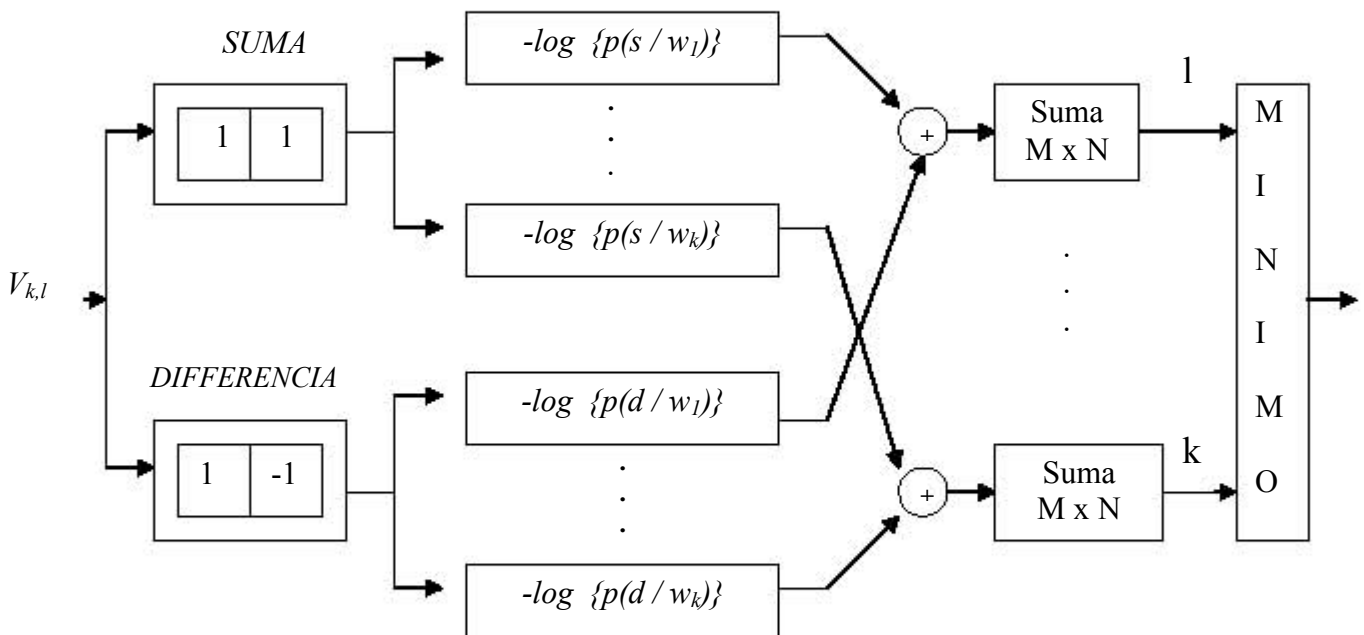 SUMA
1 1
-log {p(s / w1)}
.
.
.
-log {p(s / wk)}
Vk,l
DIFFERENCIA
1 -1
-log {p(d / w1)}
.
.
.
-log {p(d / wk)}
+
+
Suma
M x N
l
.
.
.
Suma
M x N
k
M
I
N
I
M
O